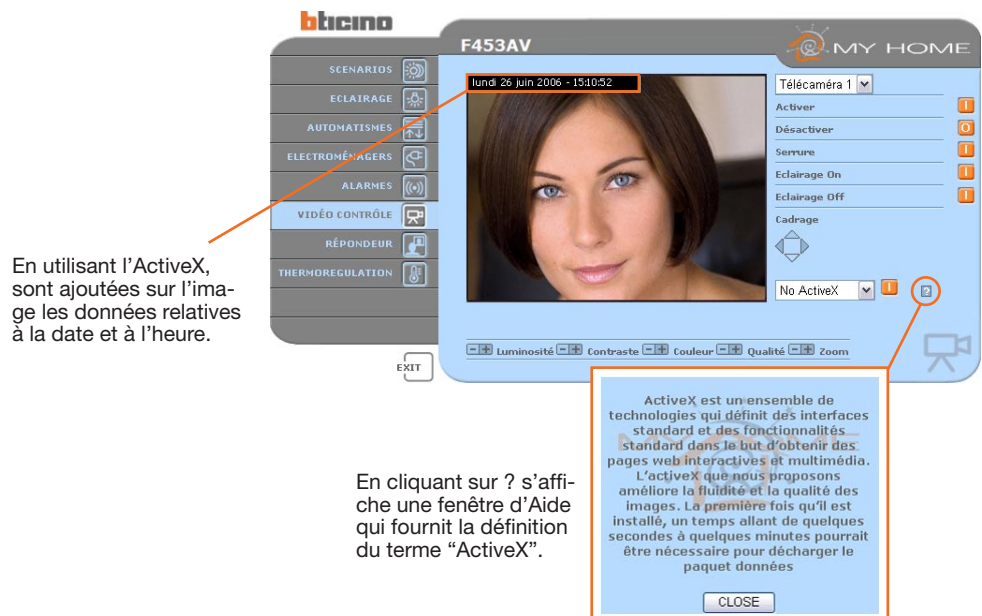 bticino
F453AV
MY HOME
SCENARIOS
ECLAIRAGE
AUTOMATISMES
ELECTROMÉNAGERS
ALARMES
VIDÉO CONTRÔLE
RÉPONDEUR
THERMOREGULATION
EXIT
lundi 26 juin 2006 - 15:10:52
Télécaméra 1
Activer
I
Désactiver
O
Serrure
I
Eclairage On
I
Eclairage Off
I
Cadrage
No ActiveX
I
?
- + Luminosité - + Contraste - + Couleur - + Qualité - + Zoom
En utilisant l’ActiveX,
sont ajoutées sur l’ima-
ge les données relatives
à la date et à l’heure.
En cliquant sur ? s’affi-
che une fenêtre d’Aide
qui fournit la définition
du terme “ActiveX”.
MY HOME
ActiveX est un ensemble de
technologies qui définit des interfaces
standard et des fonctionnalités
standard dans le but d'obtenir des
pages web interactives et multimédia.
L'activeX que nous proposons
améliore la fluidité et la qualité des
images. La première fois qu'il est
installé, un temps allant de quelques
secondes à quelques minutes pourrait
être nécessaire pour décharger le
paquet données
CLOSE